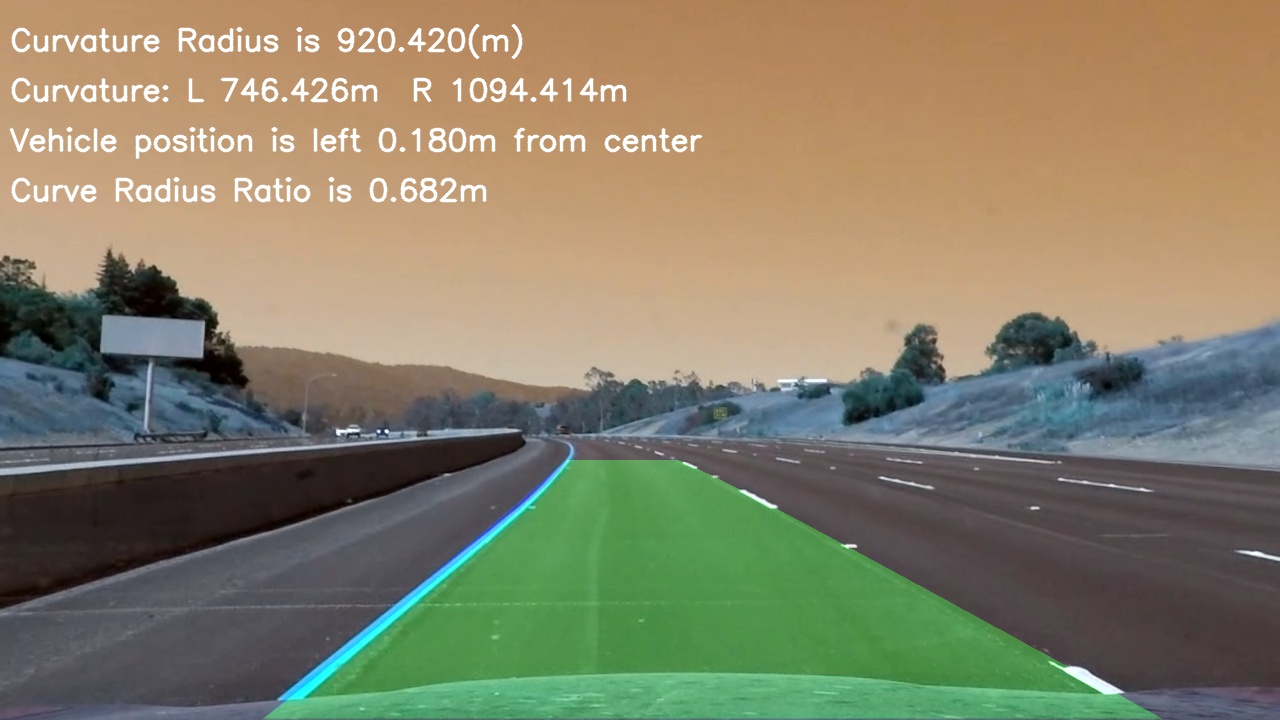 Curvature Radius is 920.420(m)
Curvature: L 746.426m R 1094.414m
Vehicle position is left 0.180m from center
Curve Radius Ratio is 0.682m